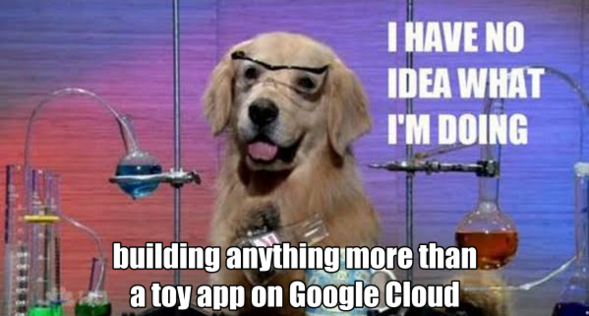 I HAVE NO
IDEA WHAT
I'M DOING
building anything more than
a toy app on Google Cloud